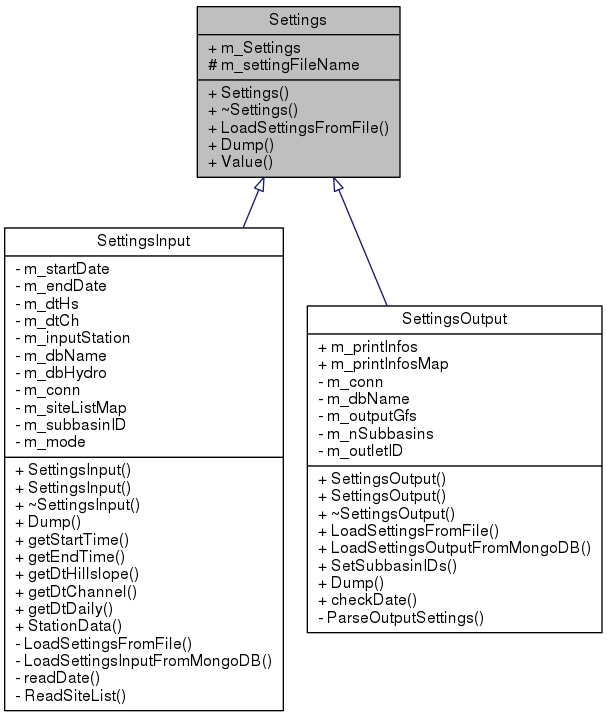 Settings
+ m_Settings
# m_settingFileName
+ Settings()
+ ~Settings()
+ LoadSettingsFromFile()
+ Dump()
+ Value()
SettingsInput
- m_startDate
- m_endDate
- m_dtHs
- m_dtCh
- m_inputStation
- m_dbName
- m_dbHydro
- m_conn
- m_siteListMap
- m_subbasinID
- m_mode
+ SettingsInput()
+ SettingsInput()
+ ~SettingsInput()
+ Dump()
+ getStartTime()
+ getEndTime()
+ getDtHillslope()
+ getDtChannel()
+ getDtDaily()
+ StationData()
- LoadSettingsFromFile()
- LoadSettingsInputFromMongoDB()
- readDate()
- ReadSiteList()
SettingsOutput
+ m_printInfos
+ m_printInfosMap
- m_conn
- m_dbName
- m_outputGfs
- m_nSubbasins
- m_outletID
+ SettingsOutput()
+ SettingsOutput()
+ ~SettingsOutput()
+ LoadSettingsFromFile()
+ LoadSettingsOutputFromMongoDB()
+ SetSubbasinIDs()
+ Dump()
+ checkDate()
- ParseOutputSettings()